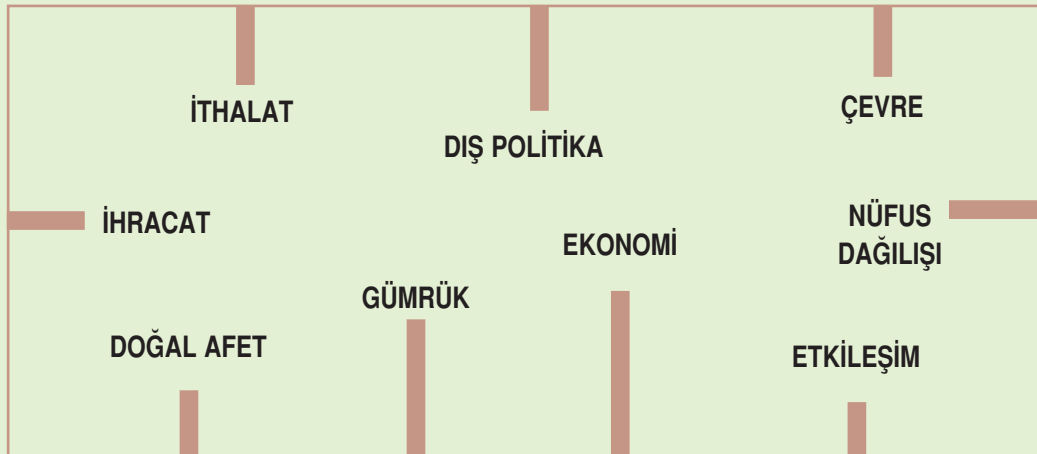 İTHALAT
DIŞ POLİTİKA
ÇEVRE
İHRACAT
EKONOMİ
NÜFUS
DAĞILIŞI
GÜMRÜK
DOĞAL AFET
ETKİLEŞİM